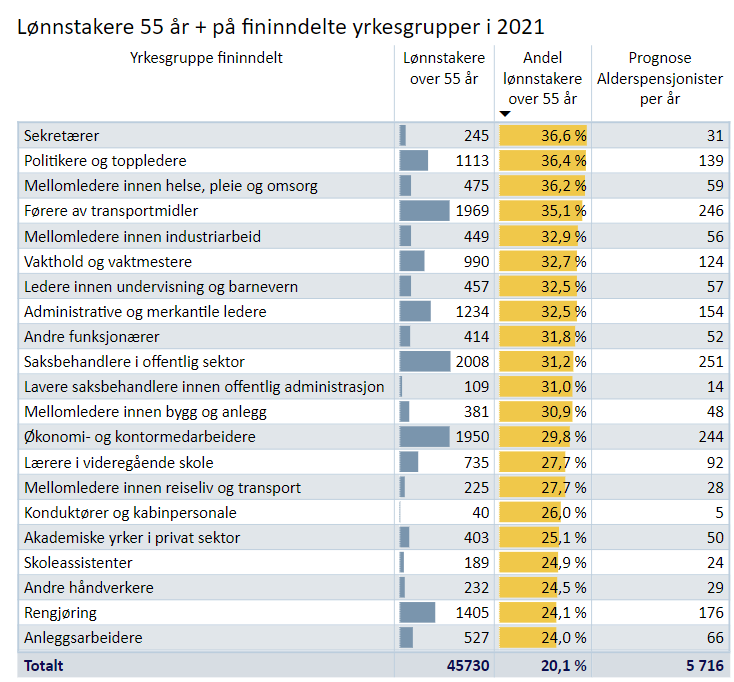 Lønnstakere 55 år + på fininndelte yrkesgrupper i 2021
Yrkesgruppe fininndelt Lønnstakere Andel Prognose
over 55 år lønnstakere Alderspensjonister
over 55 år per år
Sekretærer 245 36,6 % 31
Politikere og toppledere 1113 36,4 % 139
Mellomledere innen helse, pleie og omsorg 475 36,2 % 59
Førere av transportmidler 1969 35,1 % 246
Mellomledere innen industriarbeid 449 32,9 % 56
Vakthold og vaktmestere 990 32,7 % 124
Ledere innen undervisning og barnevern 457 32,5 % 57
Administrative og merkantile ledere 1234 32,5 % 154
Andre funksjonærer 414 31,8 % 52
Saksbehandlere i offentlig sektor 2008 31,2 % 251
Lavere saksbehandlere innen offentlig administrasjon 109 31,0 % 14
Mellomledere innen bygg og anlegg 381 30,9 % 48
Økonomi- og kontormedarbeidere 1950 29,8 % 244
Lærere i videregående skole 735 27,7 % 92
Mellomledere innen reiseliv og transport 225 27,7 % 28
Konduktører og kabinpersonale 40 26,0 % 5
Akademiske yrker i privat sektor 403 25,1 % 50
Skoleassistenter 189 24,9 % 24
Andre håndverkere 232 24,5 % 29
Rengjøring 1405 24,1 % 176
Anleggsarbeidere 527 24,0 % 66
Totalt 45730 20,1 % 5 716